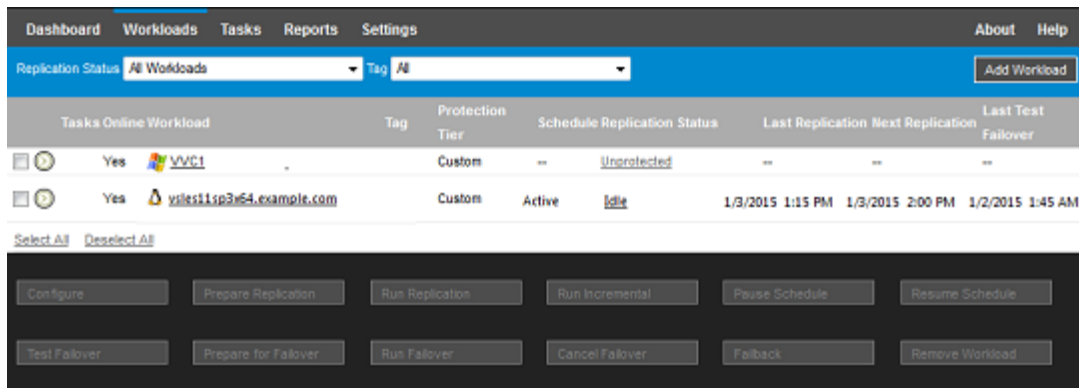 Dashboard Workloads Tasks Reports Settings About Help
Replication Status All Workloads Tag All Add Workload
Tasks Online Workload Tag Protection Tier Schedule Replication Status Last Replication Next Replication Last Test Failover
Yes VVC1 Custom -- Unprotected -- -- --
Yes vsles11sp3x64.example.com Custom Active Idle 1/3/2015 1:15 PM 1/3/2015 2:00 PM 1/2/2015 1:45 AM
Select All Deselect All
Configure Prepare Replication Run Replication Run Incremental Pause Schedule Resume Schedule
Test Failover Prepare for Failover Run Failover Cancel Failover Failback Remove Workload